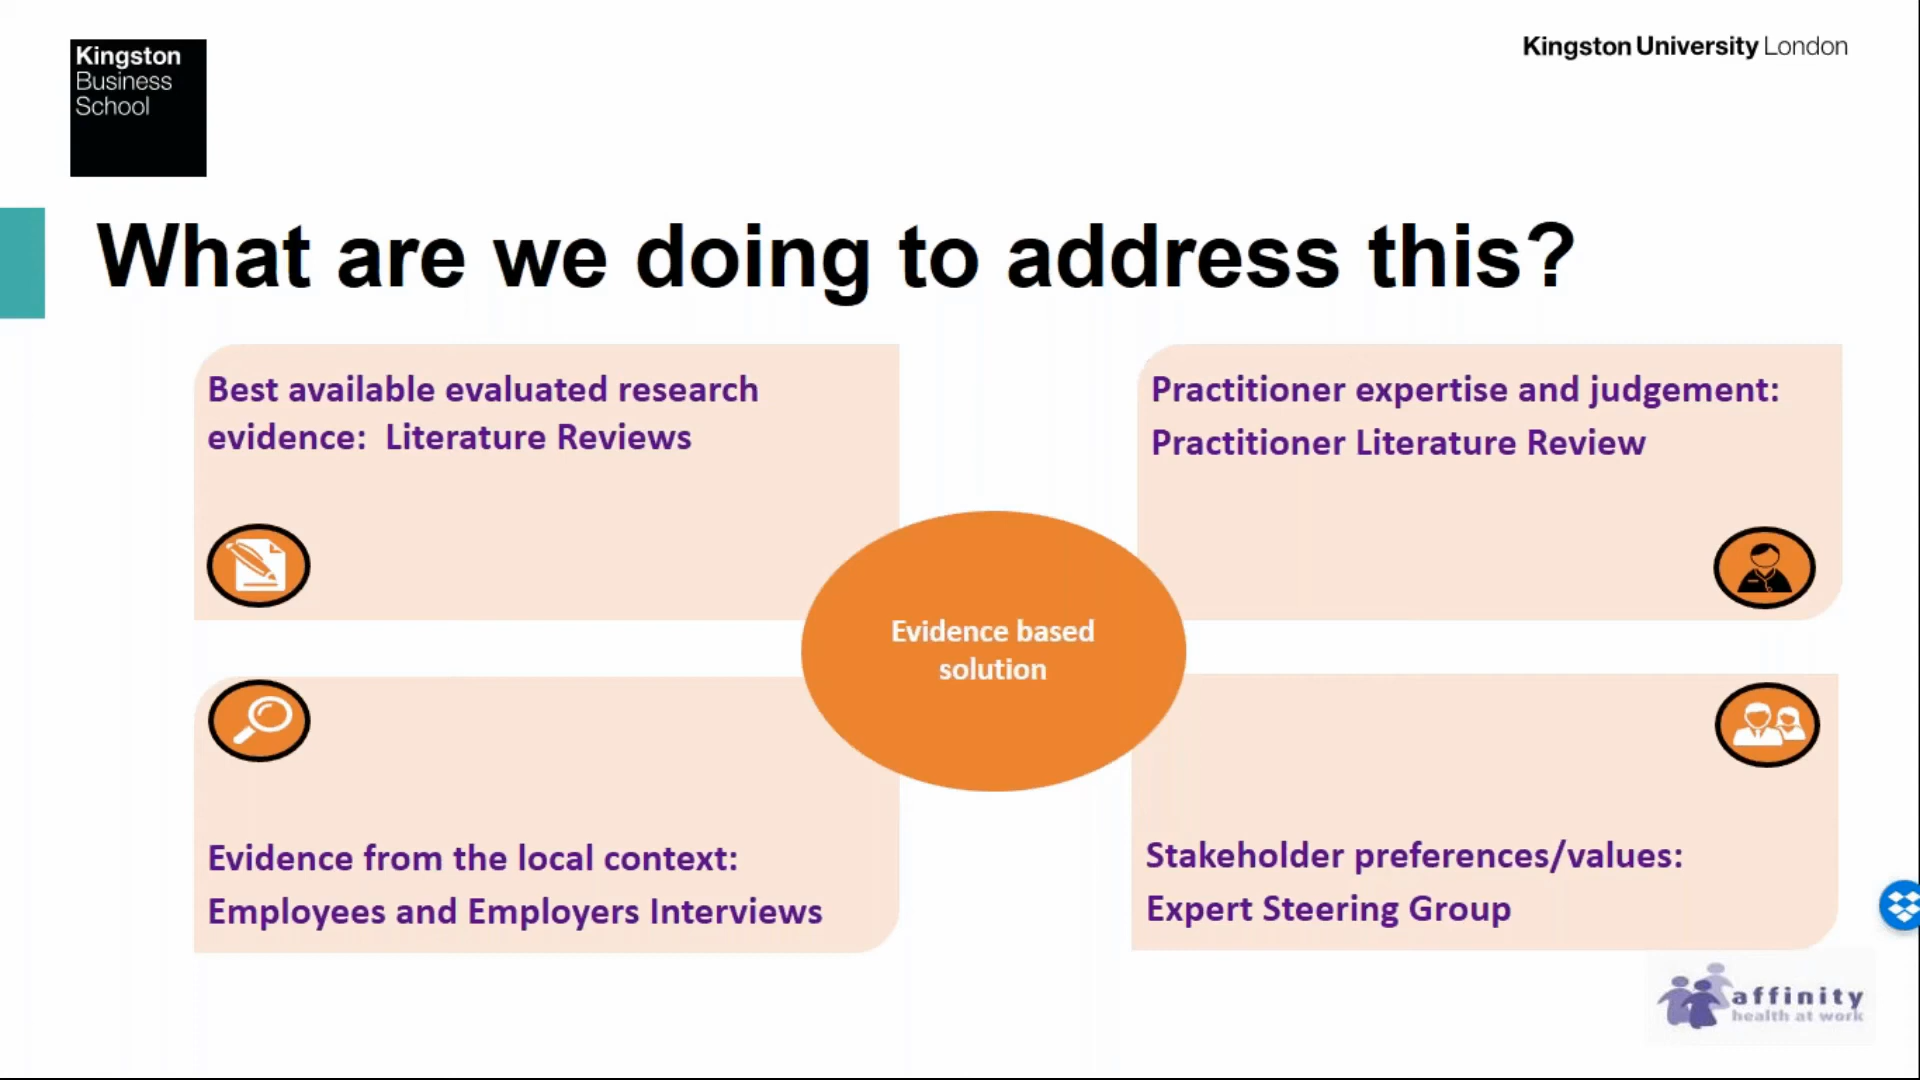 Kingston
Business
School
Kingston University London
What are we doing to address this?
Best available evaluated research
evidence:  Literature Reviews
Practitioner expertise and judgement:
Practitioner Literature Review
Evidence based
solution
Evidence from the local context:
Employees and Employers Interviews
Stakeholder preferences/values:
Expert Steering Group
affinity
health at work